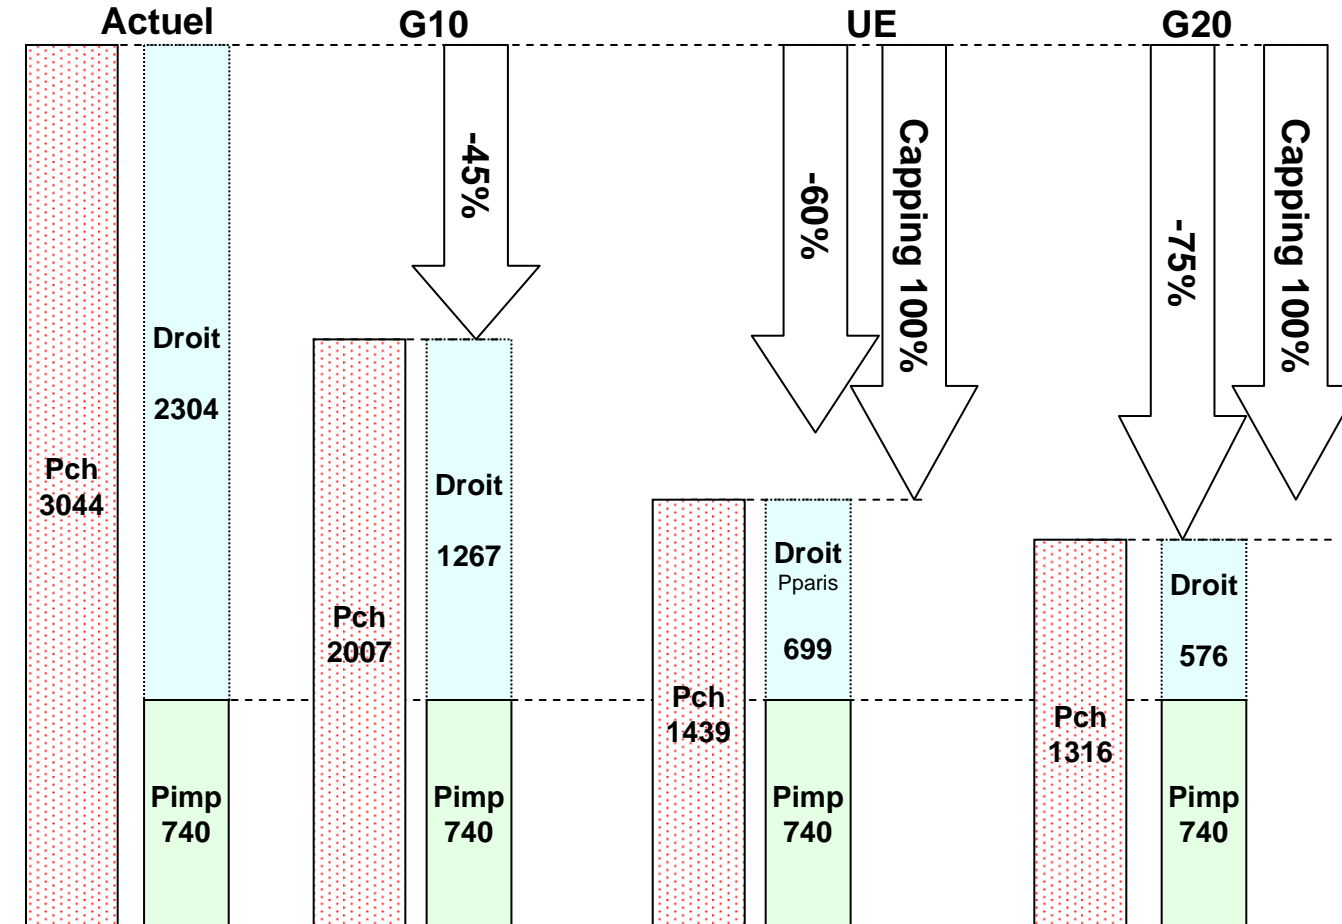 Actuel
G10
UE
G20
-45%
-60%
Capping 100%
-75%
Capping 100%
Droit
2304
Pch
3044
Pimp
740
Droit
1267
Pch
2007
Pimp
740
Droit
Pparis
699
Pch
1439
Pimp
740
Droit
576
Pch
1316
Pimp
740